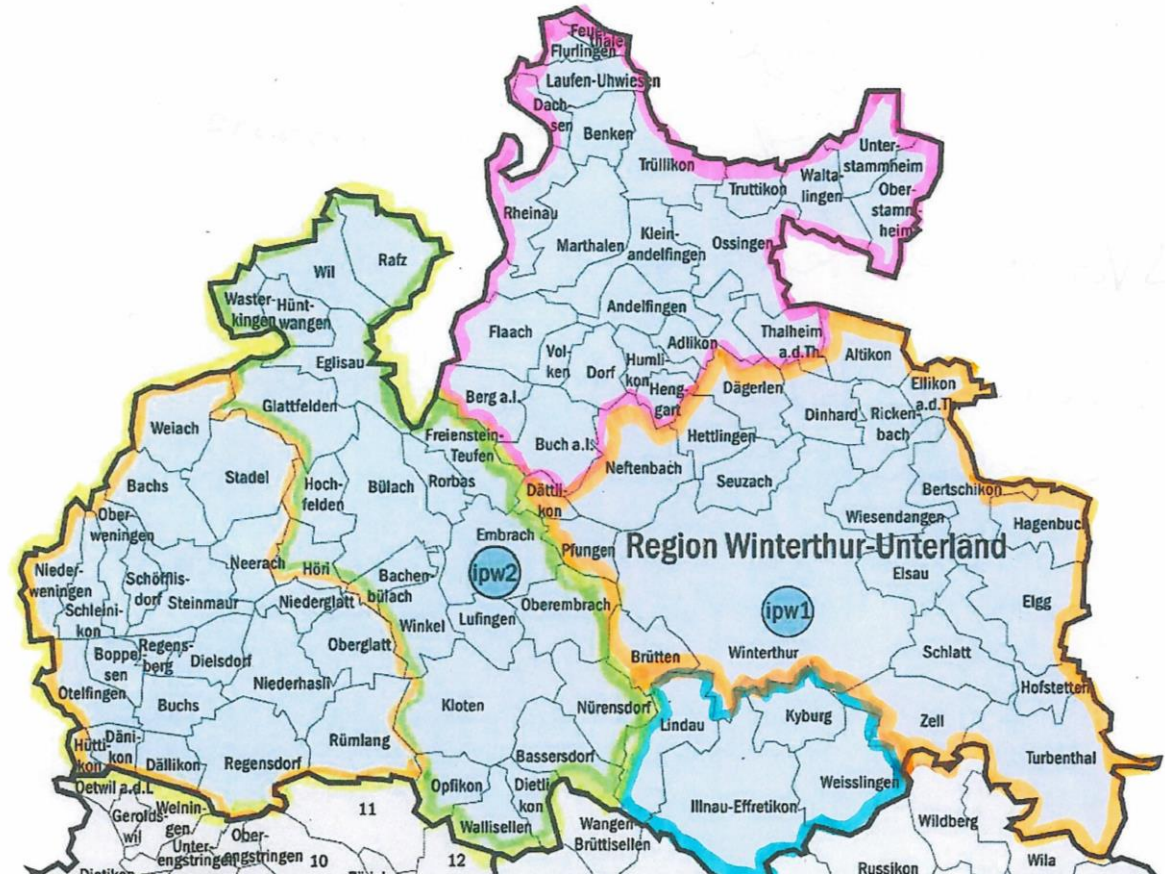 Feuer-
thalen
Flurlingen
Laufen-Uhwiesen
Dach-
sen
Benken
Trüllikon
Truttikon
Walta-
lingen
Unter-
stammheim
Ober-
stamm-
heim
Rheinau
Marthalen
Klein-
andelfingen
Ossingen
Wil
Rafz
Waster-
kingen
Hünt-
wangen
Andelfingen
Flaach
Adlikon
Thalheim
a.d.Th.
Vol-
ken
Dorf
Humli-
kon
Heng-
gart
Eglisau
Altikon
Ellikon
a.d.Th.
Dägerlen
Berg a.I.
Glattfelden
Dinhard
Ricken-
bach
Weiach
Freienstein-
Teufen
Buch a.I.
Hettlingen
Neftenbach
Stadel
Bachs
Hoch-
felden
Bülach
Rorbas
Dättli-
kon
Seuzach
Bertschikon
Ober-
weningen
Wiesendangen
Hagenbuch
Embrach
Pfungen
Region Winterthur-Unterland
Neerach
Höri
Nieder-
weningen
Schöfflis-
dorf
Steinmaur
Schleini-
kon
Niederglatt
Bachen-
bülach
ipw2
Elsau
Elgg
Oberembrach
ipw1
Winkel
Lufingen
Boppel-
sen
Regens-
berg
Dielsdorf
Oberglatt
Brütten
Winterthur
Schlatt
Otelfingen
Niederhasli
Hofstetten
Buchs
Kloten
Nürensdorf
Lindau
Kyburg
Zell
Hütti-
kon
Däni-
kon
Dällikon
Regensdorf
Rümlang
Bassersdorf
Turbenthal
Oetwil a.d.L
Opfikon
Dietli-
kon
Illnau-Effretikon
Weisslingen
Gerolds-
wil
Weinin-
gen
Unter-
engstringen
Ober-
engstringen
11
Wallisellen
Wangen-
Brüttisellen
Wildberg
10
12
Russikon
Wila